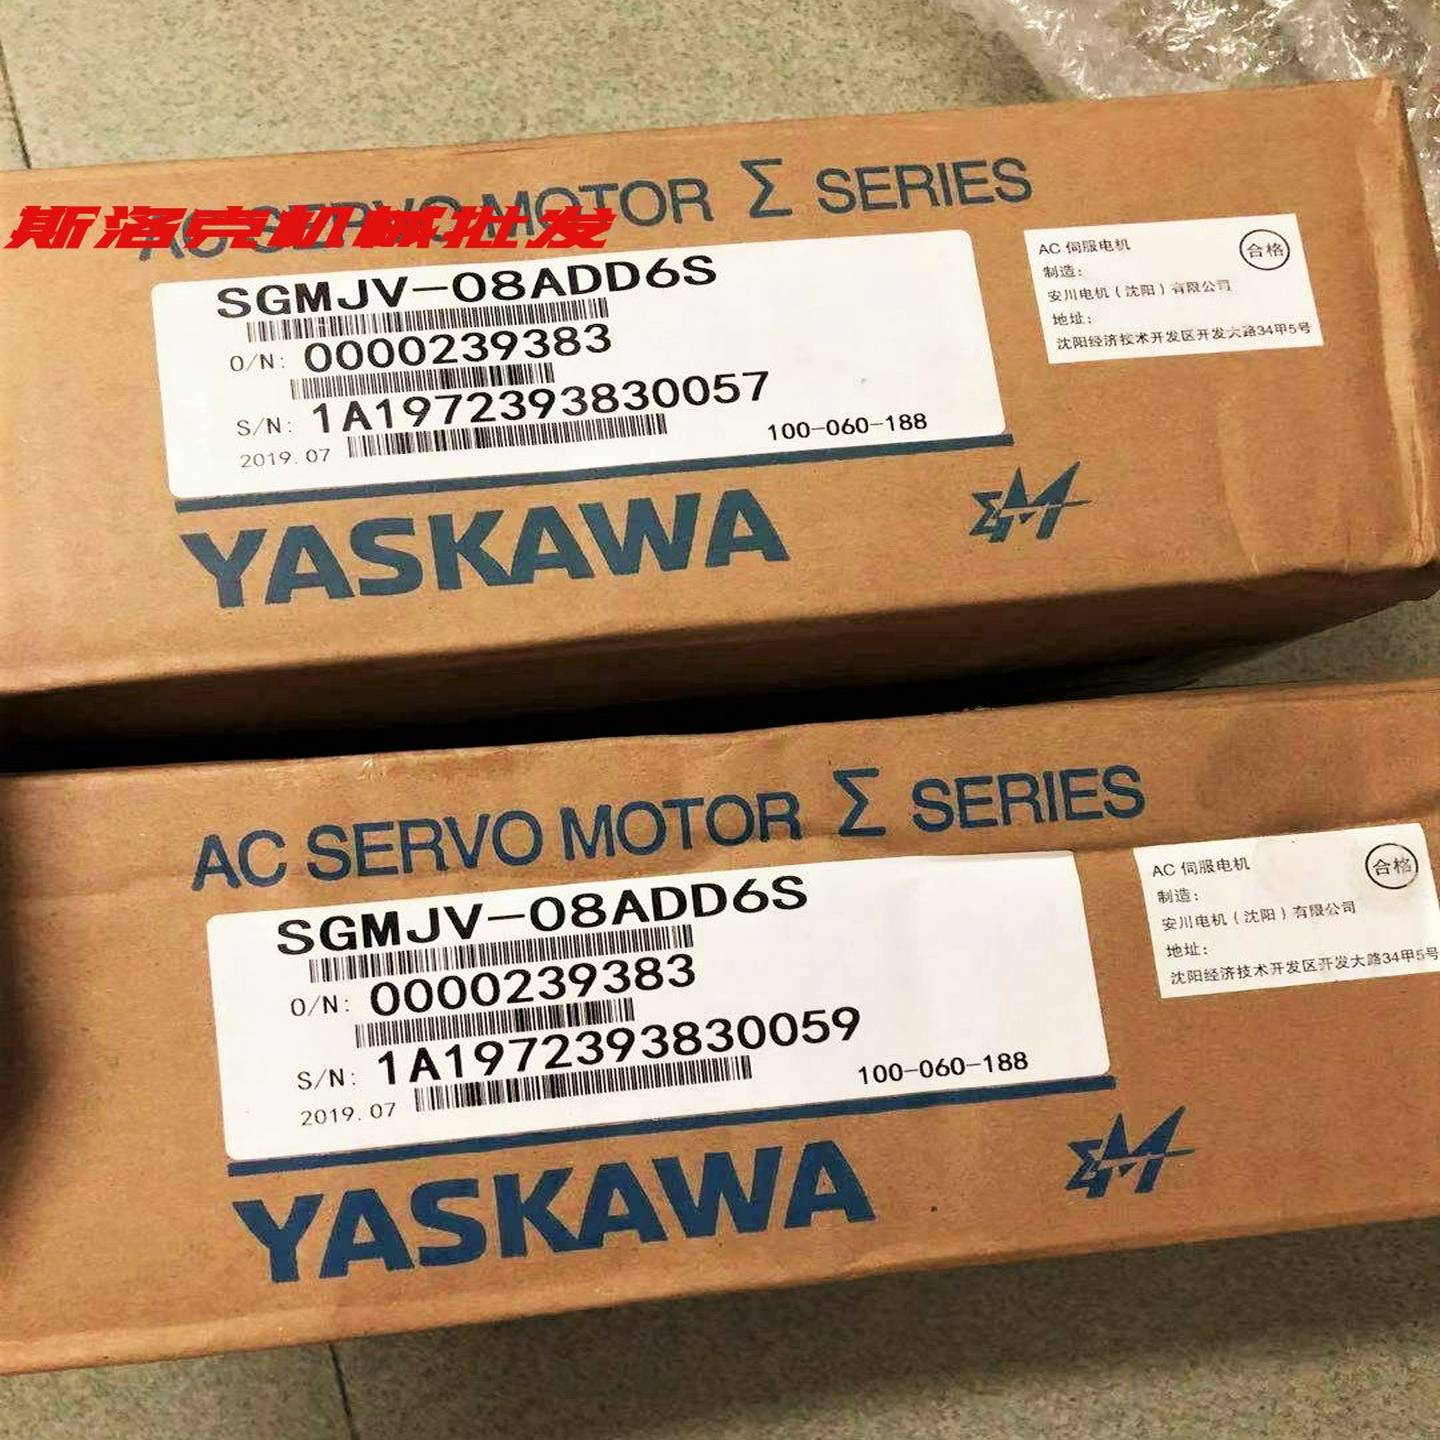 AC SERVO MOTOR Σ SERIES
斯洛克机械批发
SGMJV-08ADD6S
O/N: 0000239383
S/N: 1A1972393830057
2019.07
100-060-188
YASKAWA
AC 伺服电机
合格
制造：
安川电机（沈阳）有限公司
地址：
沈阳经济技术开发区开发大路34甲5号
AC SERVO MOTOR Σ SERIES
SGMJV-08ADD6S
O/N: 0000239383
S/N: 1A1972393830059
2019.07
100-060-188
YASKAWA
AC 伺服电机
合格
制造：
安川电机（沈阳）有限公司
地址：
沈阳经济技术开发区开发大路34甲5号